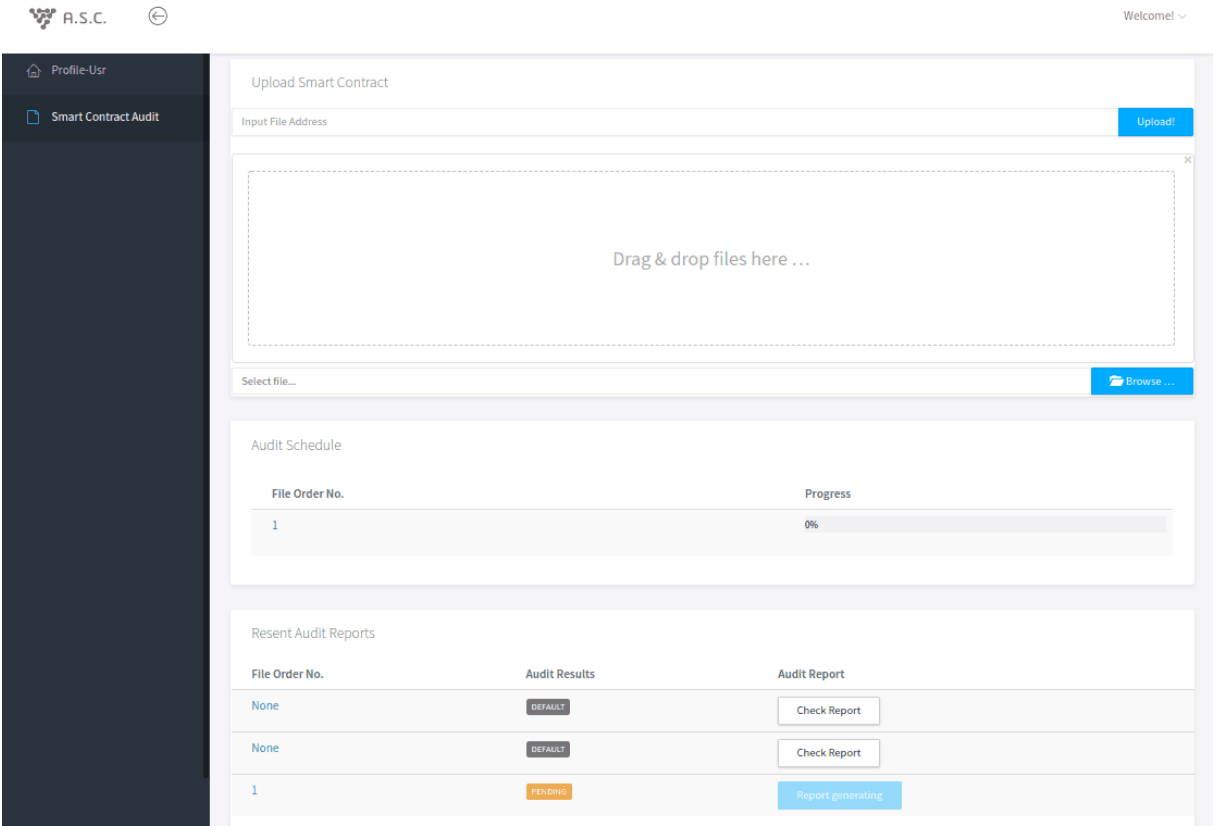 A.S.C.
Welcome!
Profile-Usr
Smart Contract Audit
Upload Smart Contract
Input File Address
Upload!
×
Drag & drop files here …
Select file...
Browse …
Audit Schedule
File Order No. Progress
1 0%
Resent Audit Reports
File Order No. Audit Results Audit Report
None DEFAULT Check Report
None DEFAULT Check Report
1 PENDING Report generating